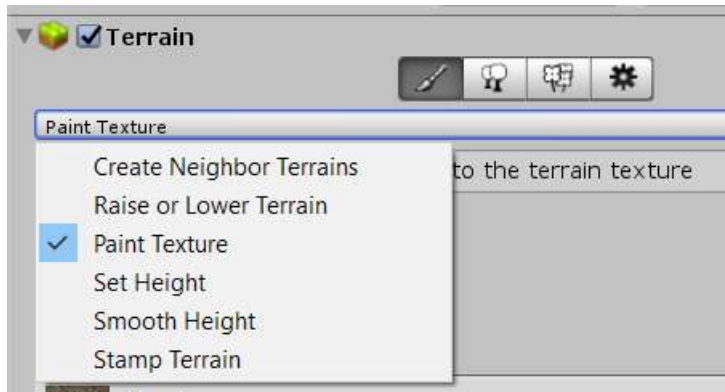 Terrain
Paint Texture
Create Neighbor Terrains
to the terrain texture
Raise or Lower Terrain
Paint Texture
Set Height
Smooth Height
Stamp Terrain